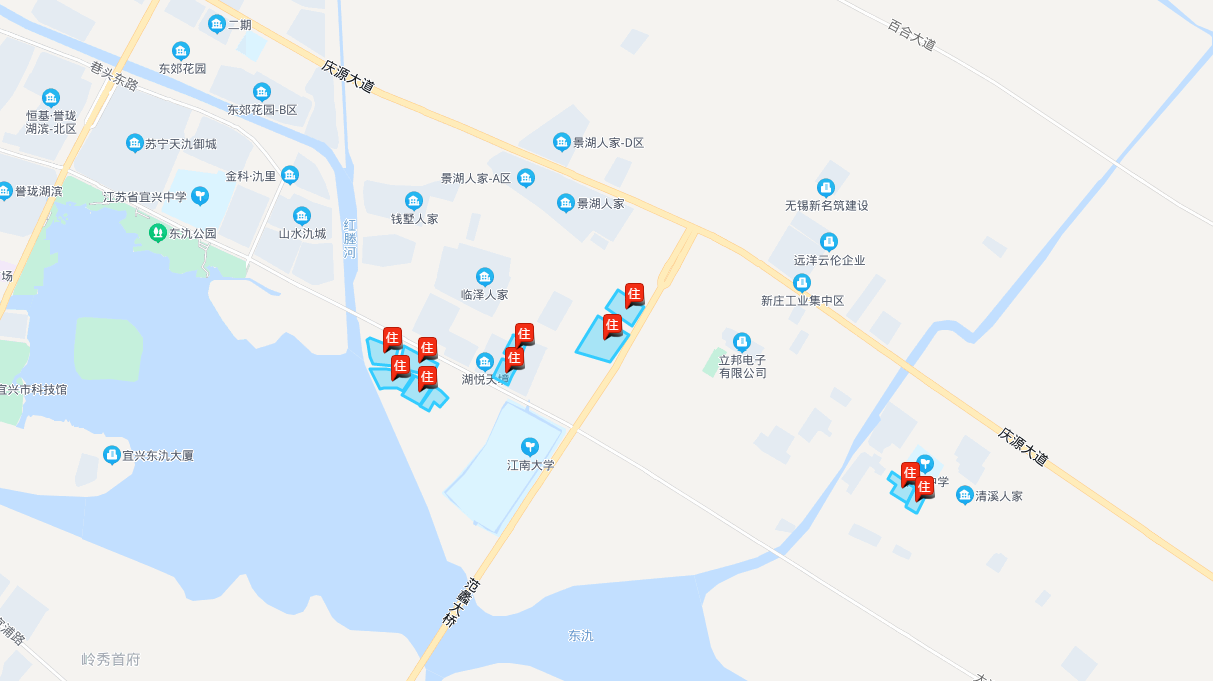 二期
百合大道
东郊花园
庆源大道
巷头东路
东郊花园-B区
恒基·誉珑
湖滨-北区
苏宁天氿御城
景湖人家-D区
金科·氿里
景湖人家-A区
誉珑湖滨
江苏省宜兴中学
景湖人家
无锡新名筑建设
钱墅人家
东氿公园
山水氿城
红塍河
远洋云伦企业
场
临泽人家
住
新庄工业集中区
住
住
住
住
立邦电子
有限公司
住
住
湖悦天境
住
住
宜兴市科技馆
庆源大道
宜兴东氿大厦
江南大学
住
中学
住
清溪人家
范蠡大桥
东氿
岭秀首府